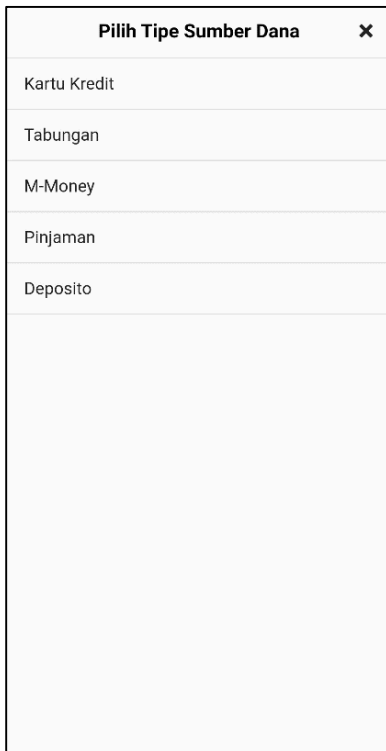 Pilih Tipe Sumber Dana
Kartu Kredit
Tabungan
M-Money
Pinjaman
Deposito